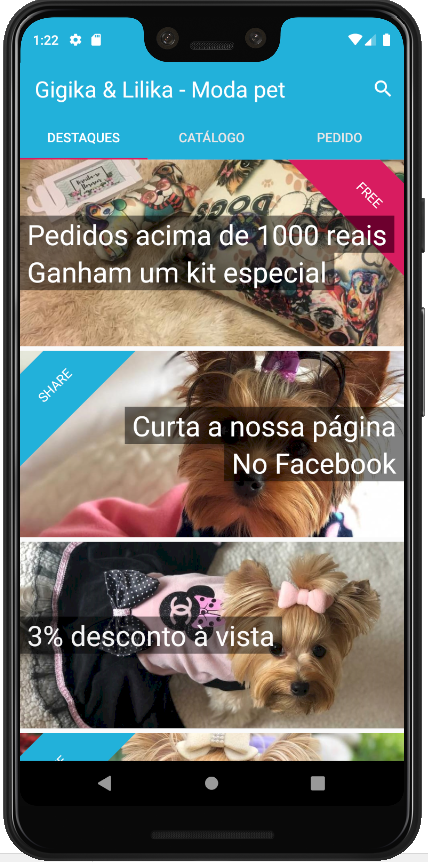 1:22
Gigika & Lilika - Moda pet
DESTAQUES
CATÁLOGO
PEDIDO
FREE
DOGS
Pedidos acima de 1000 reais
Ganham um kit especial
SHARE
Curta a nossa página
No Facebook
3% desconto à vista